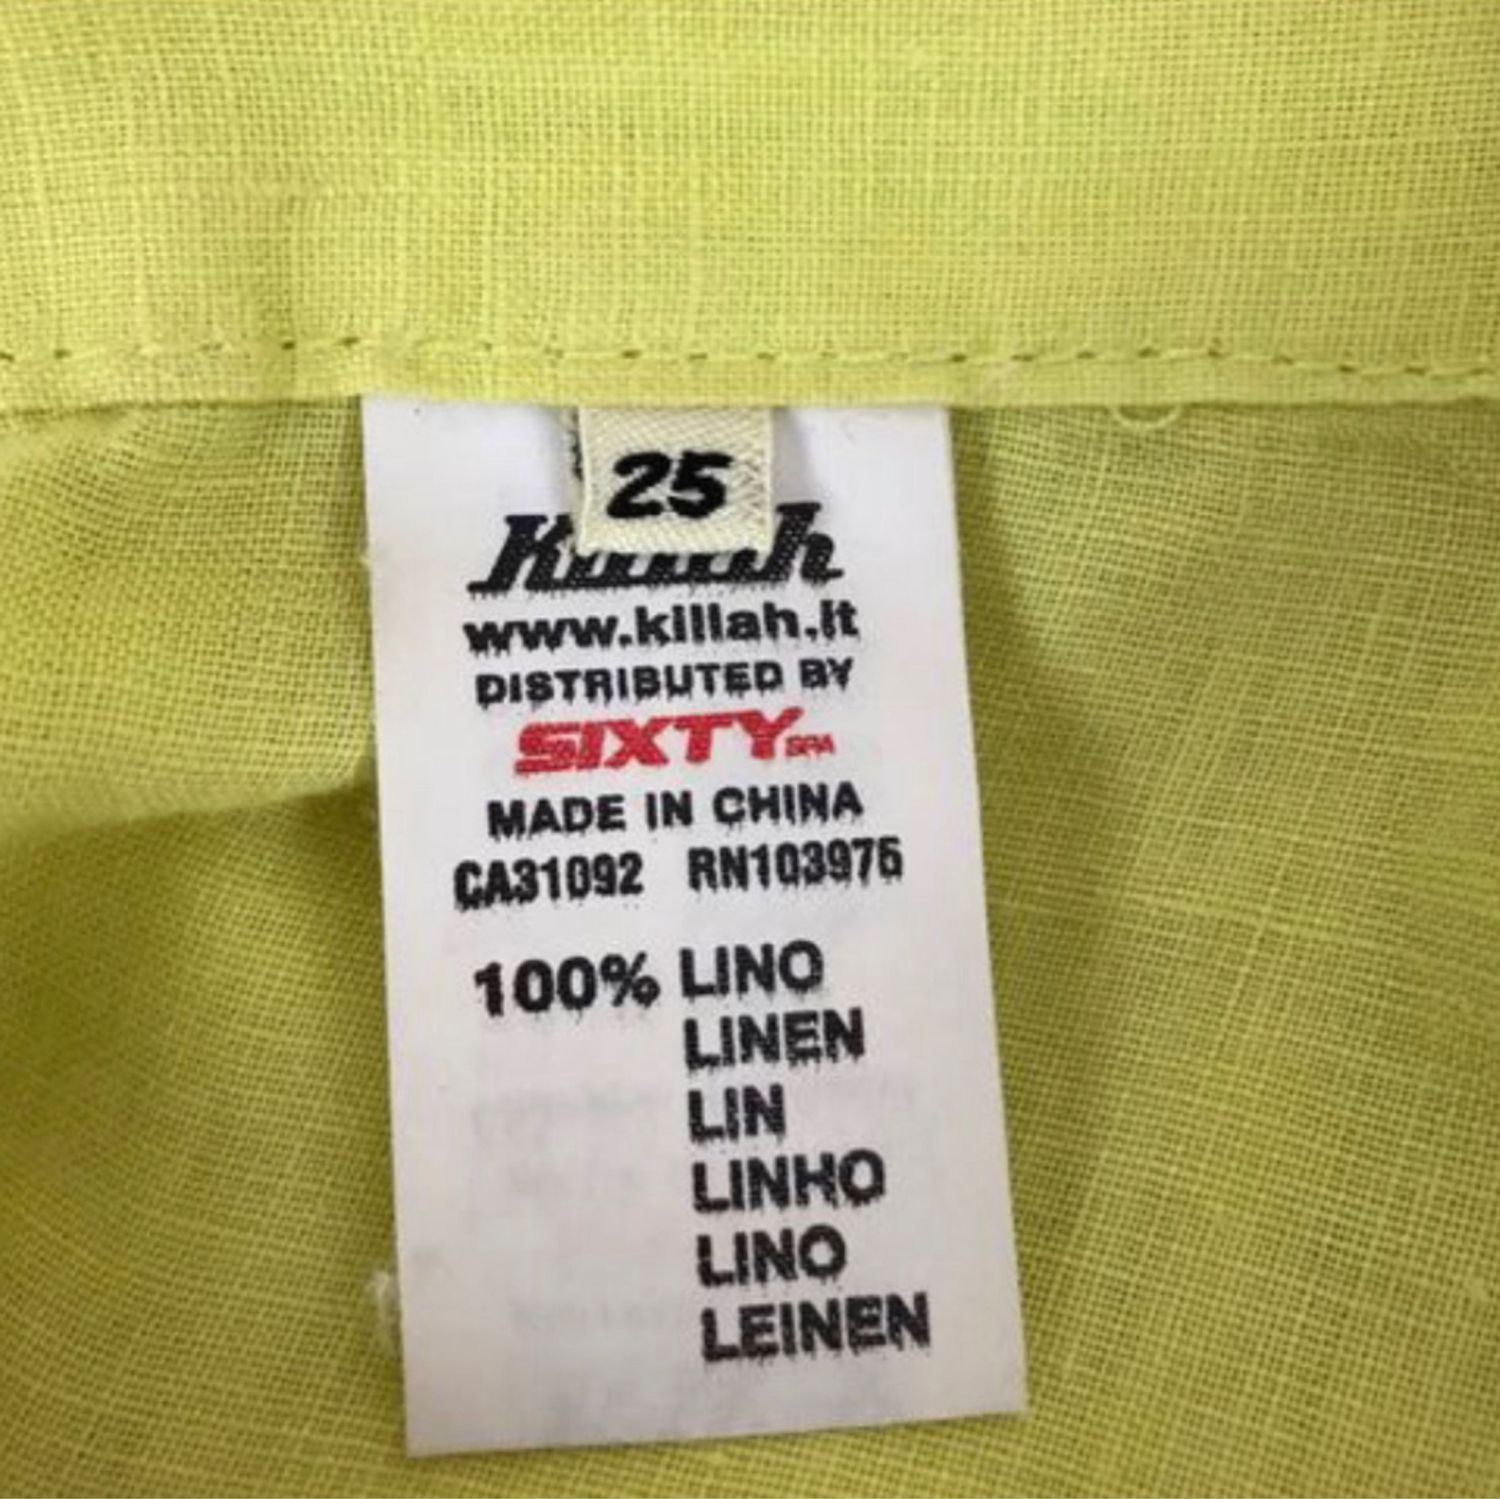 25
Killah
www.killah.it
DISTRIBUTED BY
SIXTY SPA
MADE IN CHINA
CA31092 RN103975
100% LINO
LINEN
LIN
LINHO
LINO
LEINEN